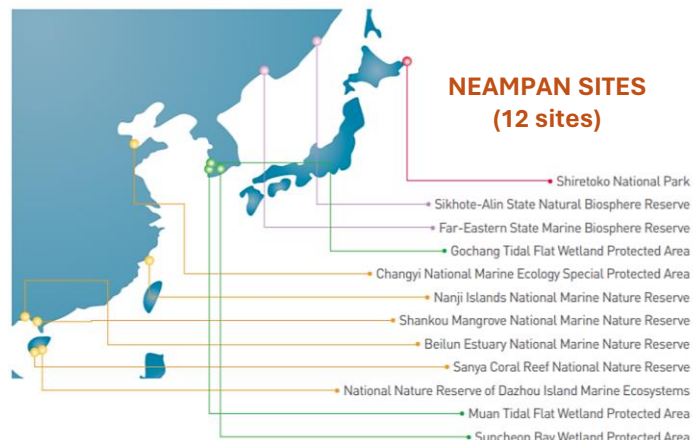 NEAMPAN SITES
(12 sites)
Shiretoko National Park
Sikhote-Alin State Natural Biosphere Reserve
Far-Eastern State Marine Biosphere Reserve
Gochang Tidal Flat Wetland Protected Area
Changyi National Marine Ecology Special Protected Area
Nanji Islands National Marine Nature Reserve
Shankou Mangrove National Marine Nature Reserve
Beilun Estuary National Marine Nature Reserve
Sanya Coral Reef National Nature Reserve
National Nature Reserve of Dazhou Island Marine Ecosystems
Muan Tidal Flat Wetland Protected Area
Suncheon Bay Wetland Protected Area